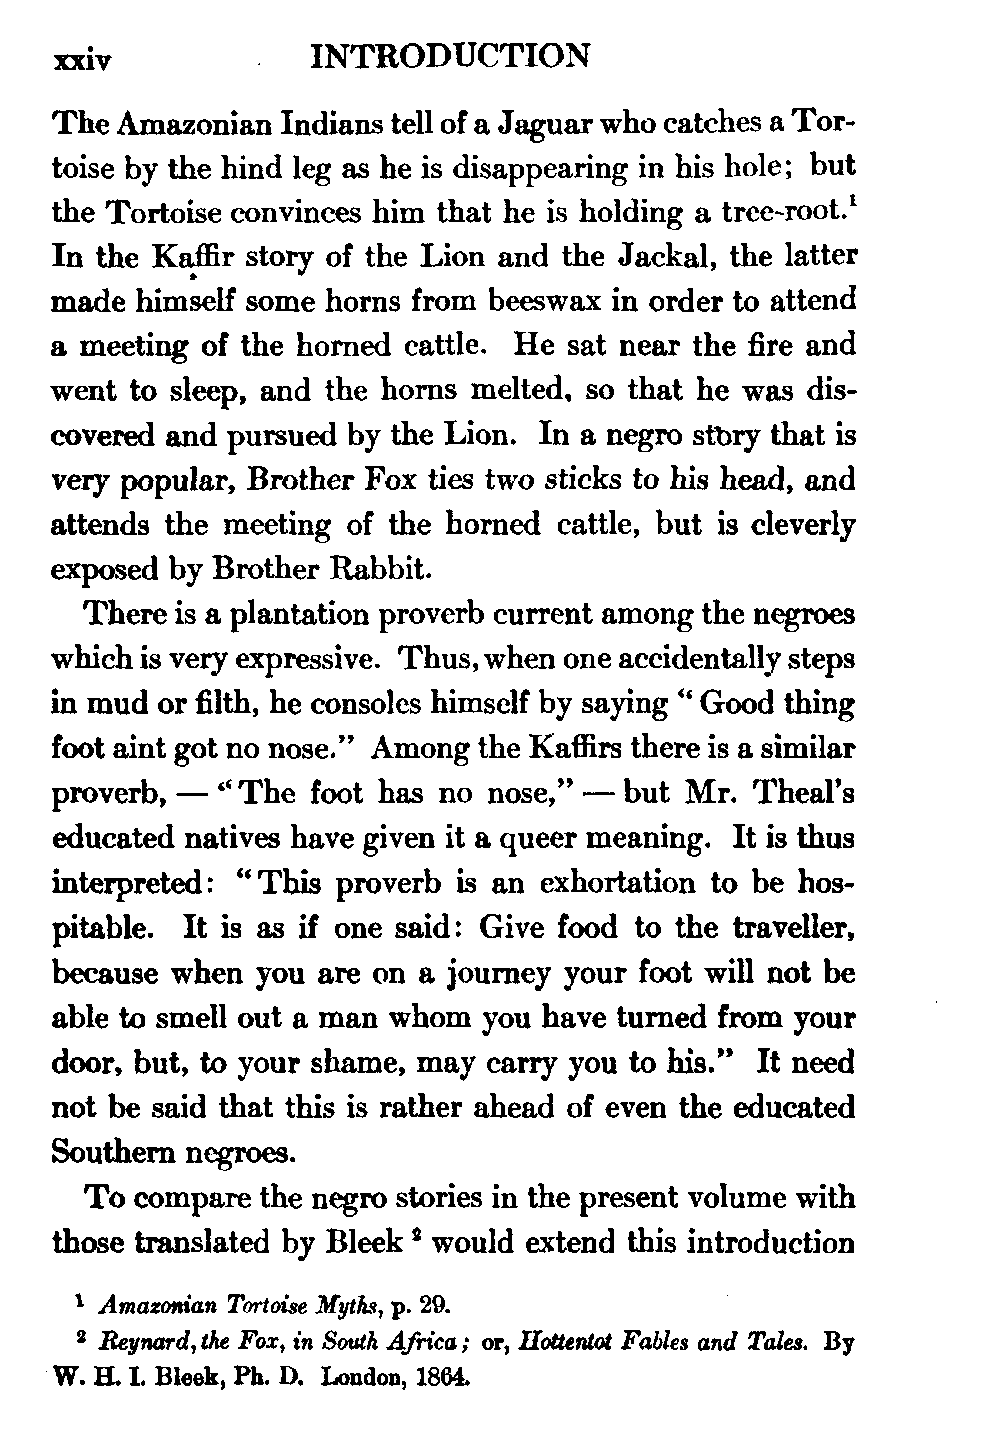 xxiv INTRODUCTION
The Amazonian Indians tell of a Jaguar who catches a Tor-
toise by the hind leg as he is disappearing in his hole; but
the Tortoise convinces him that he is holding a tree-root.¹
In the Kaffir story of the Lion and the Jackal, the latter
made himself some horns from beeswax in order to attend
a meeting of the horned cattle. He sat near the fire and
went to sleep, and the horns melted, so that he was dis-
covered and pursued by the Lion. In a negro story that is
very popular, Brother Fox ties two sticks to his head, and
attends the meeting of the horned cattle, but is cleverly
exposed by Brother Rabbit.
There is a plantation proverb current among the negroes
which is very expressive. Thus, when one accidentally steps
in mud or filth, he consoles himself by saying “Good thing
foot aint got no nose.” Among the Kaffirs there is a similar
proverb, — “The foot has no nose,” — but Mr. Theal’s
educated natives have given it a queer meaning. It is thus
interpreted: “This proverb is an exhortation to be hos-
pitable. It is as if one said: Give food to the traveller,
because when you are on a journey your foot will not be
able to smell out a man whom you have turned from your
door, but, to your shame, may carry you to his.” It need
not be said that this is rather ahead of even the educated
Southern negroes.
To compare the negro stories in the present volume with
those translated by Bleek ² would extend this introduction
¹ Amazonian Tortoise Myths, p. 29.
² Reynard, the Fox, in South Africa; or, Hottentot Fables and Tales. By
W. H. I. Bleek, Ph. D. London, 1864.